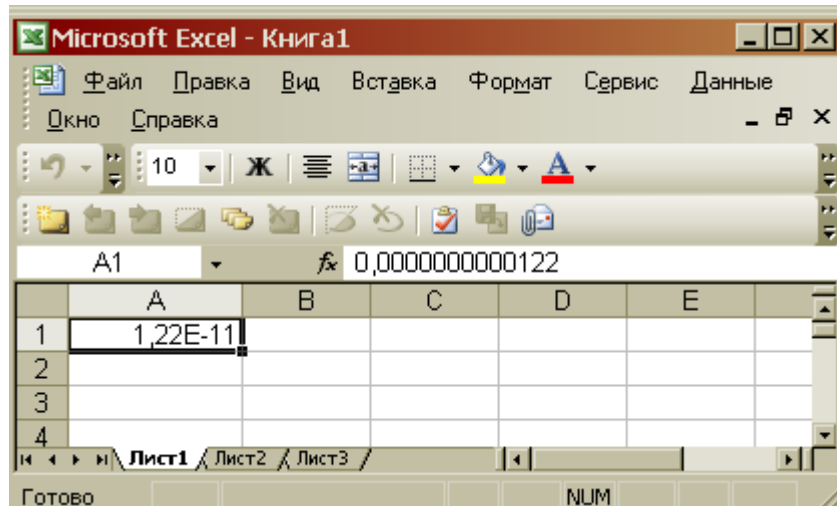 Microsoft Excel - Книга1
Файл Правка Вид Вставка Формат Сервис Данные
Окно Справка
10 Ж A
A1 fx 0,0000000000122
A B C D E
1 1,22E-11
2
3
4
Лист1 Лист2 Лист3
Готово NUM